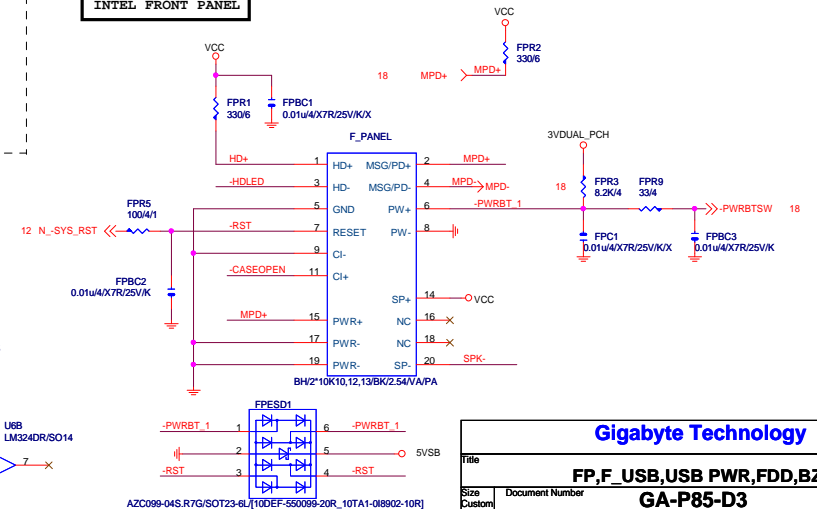 INTEL FRONT PANEL
VCC
VCC
FPR2
330/6
18 MPD+ MPD+
FPR1
330/6
FPBC1
0.01u/4/X7R/25V/K/X
F_PANEL
3VDUAL_PCH
HD+ 1 HD+ MSG/PD+ 2 MPD+
-HDLED 3 HD- MSG/PD- 4 MPD- MPD- 18
FPR3
8.2K/4
FPR9
33/4
5 GND PW+ 6 -PWRBT_1
-PWRBTSW 18
FPR5
100/4/1
12 N_-SYS_RST -RST 7 RESET PW- 8
9 CI-
FPC1
0.01u/4/X7R/25V/K/X
FPBC3
0.01u/4/X7R/25V/K
-CASEOPEN 11 CI+
FPBC2
0.01u/4/X7R/25V/K
SP+ 14 VCC
MPD+ 15 PWR+ NC 16
17 PWR- NC 18
19 PWR- SP- 20 SPK-
BH/2*10K10,12,13/BK/2.54/VA/PA
FPESD1
-PWRBT_1 1 6 -PWRBT_1
2 5 5VSB
-RST 3 4 -RST
AZC099-04S.R7G/SOT23-6L/[10DEF-550099-20R_10TA1-0I8902-10R]
U6B
LM324DR/SO14
7
Gigabyte Technology
Title
FP,F_USB,USB PWR,FDD,BZ
Size
Custom
Document Number
GA-P85-D3